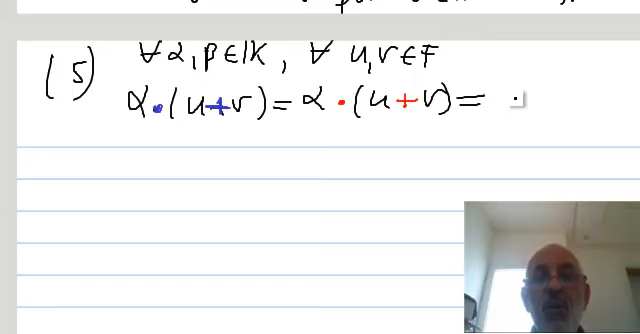 (5) ∀ α,β∈K, ∀ u,v∈F
α·(u+v)=α·(u+v)=